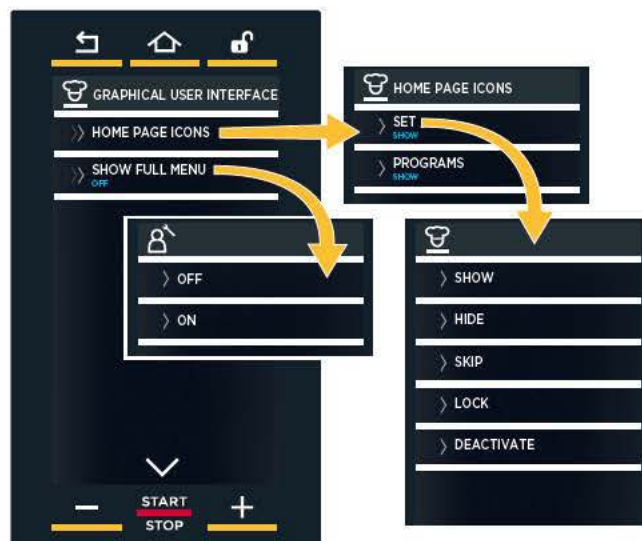 GRAPHICAL USER INTERFACE
HOME PAGE ICONS
SHOW FULL MENU
OFF
HOME PAGE ICONS
SET
SHOW
PROGRAMS
SHOW
OFF
ON
SHOW
HIDE
SKIP
LOCK
DEACTIVATE
START
STOP